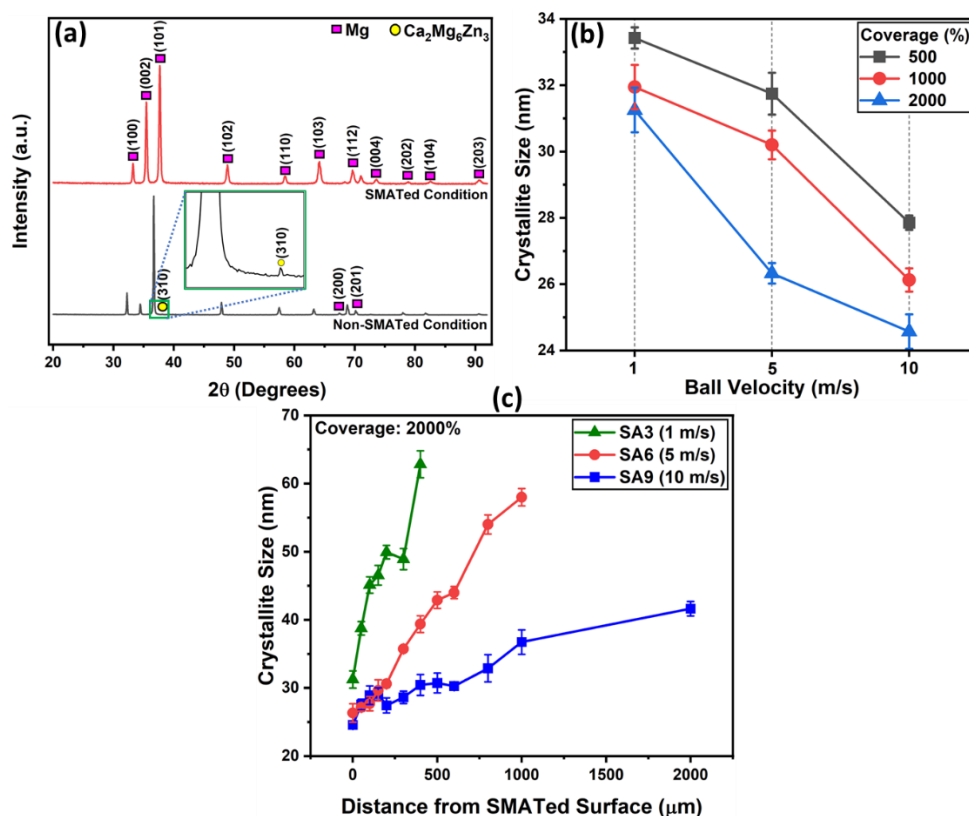 (a)
Mg
Ca₂Mg₆Zn₃
(100)
(002)
(101)
(102)
(110)
(103)
(112)
(004)
(202)
(104)
(203)
SMATed Condition
(310)
(310)
(200)
(201)
Non-SMATed Condition
Intensity (a.u.)
20 30 40 50 60 70 80 90
2θ (Degrees)
(b)
Coverage (%)
500
1000
2000
34
32
30
28
26
24
Crystallite Size (nm)
1 5 10
Ball Velocity (m/s)
(c)
Coverage: 2000%
SA3 (1 m/s)
SA6 (5 m/s)
SA9 (10 m/s)
70
60
50
40
30
20
Crystallite Size (nm)
0 500 1000 1500 2000
Distance from SMATed Surface (μm)